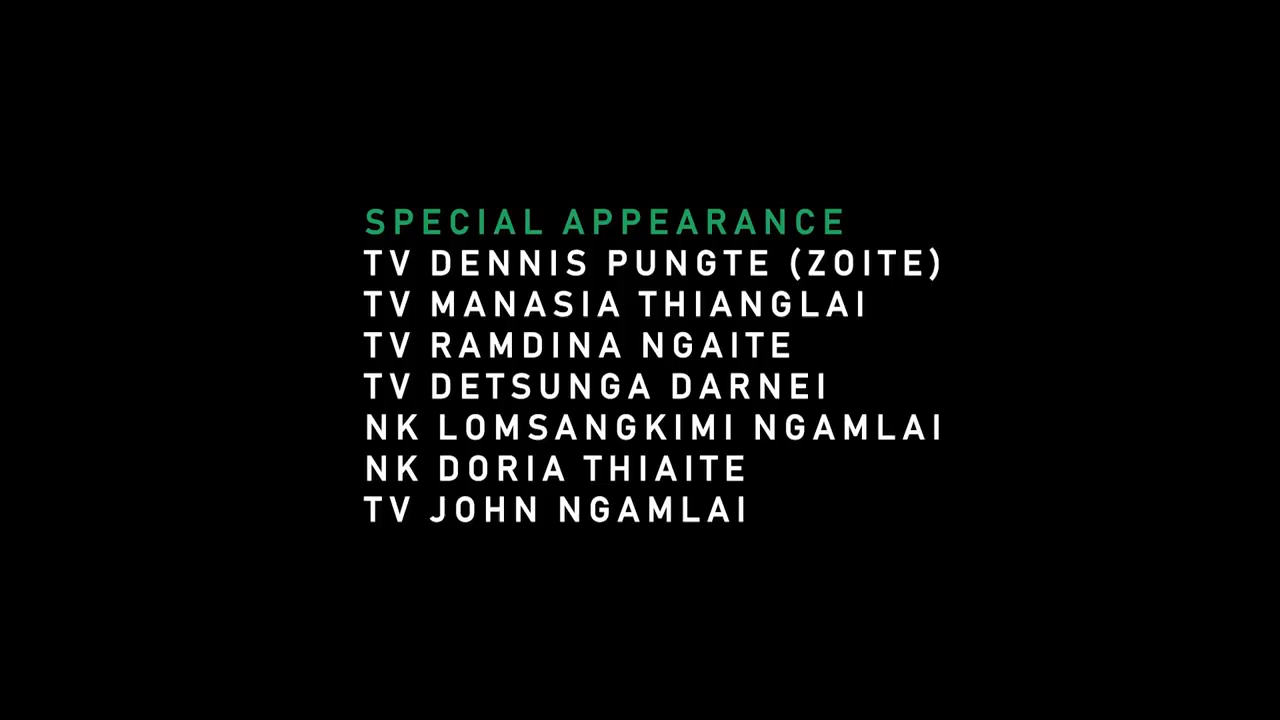 SPECIAL APPEARANCE
TV DENNIS PUNGTE (ZOITE)
TV MANASIA THIANGLAI
TV RAMDINA NGAITE
TV DETSUNGA DARNEI
NK LOMSANGKIMI NGAMLAI
NK DORIA THIAITE
TV JOHN NGAMLAI